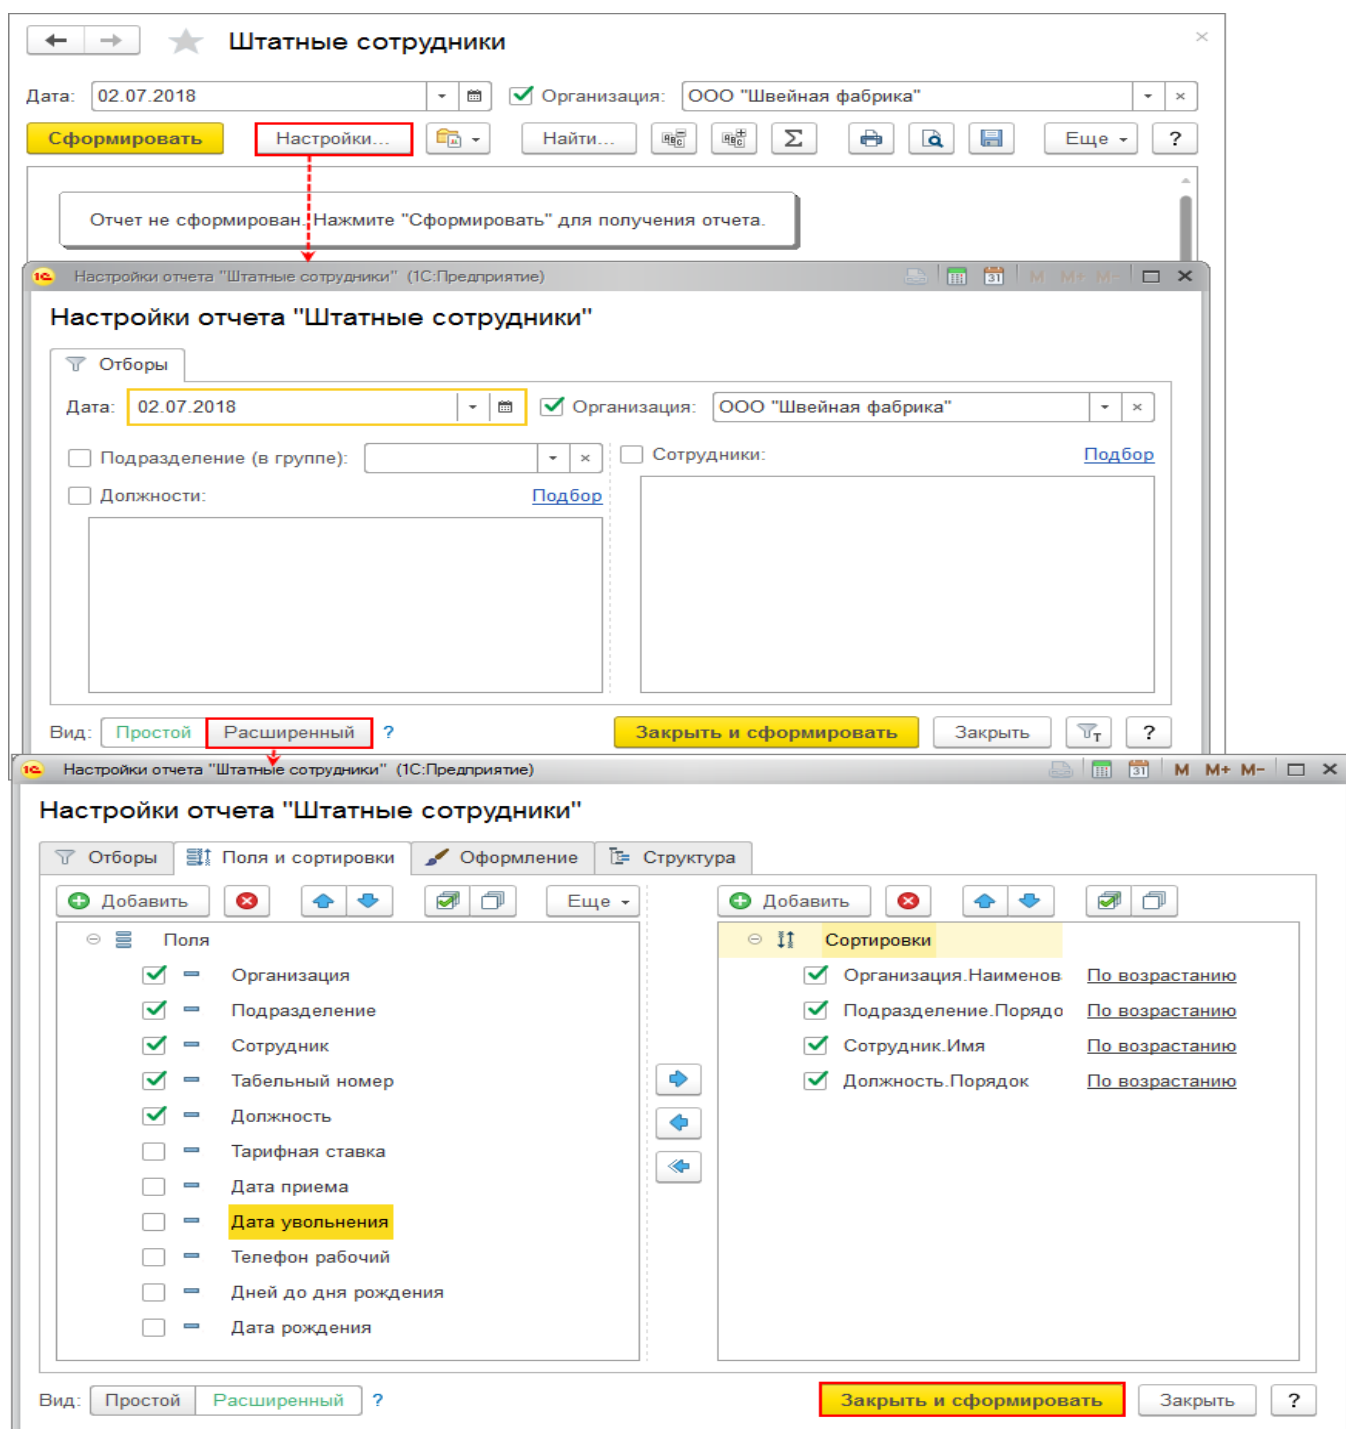 Штатные сотрудники
Дата: 02.07.2018 Организация: ООО "Швейная фабрика"
Сформировать Настройки... Найти... Еще ?
Отчет не сформирован. Нажмите "Сформировать" для получения отчета.
Настройки отчета "Штатные сотрудники" (1С:Предприятие) 31 M M+ M-
Настройки отчета "Штатные сотрудники"
Отборы
Дата: 02.07.2018 Организация: ООО "Швейная фабрика"
Подразделение (в группе): Сотрудники: Подбор
Должности: Подбор
Вид: Простой Расширенный ? Закрыть и сформировать Закрыть ?
Настройки отчета "Штатные сотрудники" (1С:Предприятие) 31 M M+ M-
Настройки отчета "Штатные сотрудники"
Отборы Поля и сортировки Оформление Структура
Добавить Еще Добавить
Поля Сортировки
Организация Организация.Наименов По возрастанию
Подразделение Подразделение.Порядо По возрастанию
Сотрудник Сотрудник.Имя По возрастанию
Табельный номер Должность.Порядок По возрастанию
Должность
Тарифная ставка
Дата приема
Дата увольнения
Телефон рабочий
Дней до дня рождения
Дата рождения
Вид: Простой Расширенный ? Закрыть и сформировать Закрыть ?